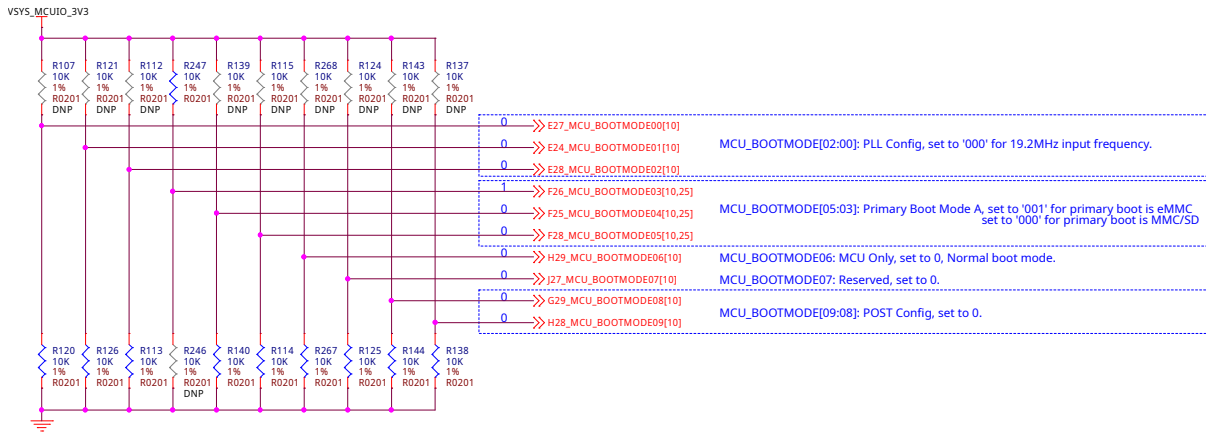 VSYS_MCUIO_3V3
R107 R121 R112 R247 R139 R115 R268 R124 R143 R137
10K 10K 10K 10K 10K 10K 10K 10K 10K 10K
1% 1% 1% 1% 1% 1% 1% 1% 1% 1%
R0201 R0201 R0201 R0201 R0201 R0201 R0201 R0201 R0201 R0201
DNP DNP DNP DNP DNP DNP DNP DNP DNP
0 E27_MCU_BOOTMODE00[10]
0 E24_MCU_BOOTMODE01[10] MCU_BOOTMODE[02:00]: PLL Config, set to '000' for 19.2MHz input frequency.
0 E28_MCU_BOOTMODE02[10]
1 F26_MCU_BOOTMODE03[10,25]
0 F25_MCU_BOOTMODE04[10,25] MCU_BOOTMODE[05:03]: Primary Boot Mode A, set to '001' for primary boot is eMMC
set to '000' for primary boot is MMC/SD
0 F28_MCU_BOOTMODE05[10,25]
0 H29_MCU_BOOTMODE06[10] MCU_BOOTMODE06: MCU Only, set to 0, Normal boot mode.
0 J27_MCU_BOOTMODE07[10] MCU_BOOTMODE07: Reserved, set to 0.
0 G29_MCU_BOOTMODE08[10]
MCU_BOOTMODE[09:08]: POST Config, set to 0.
0 H28_MCU_BOOTMODE09[10]
R120 R126 R113 R246 R140 R114 R267 R125 R144 R138
10K 10K 10K 10K 10K 10K 10K 10K 10K 10K
1% 1% 1% 1% 1% 1% 1% 1% 1% 1%
R0201 R0201 R0201 R0201 R0201 R0201 R0201 R0201 R0201 R0201
DNP